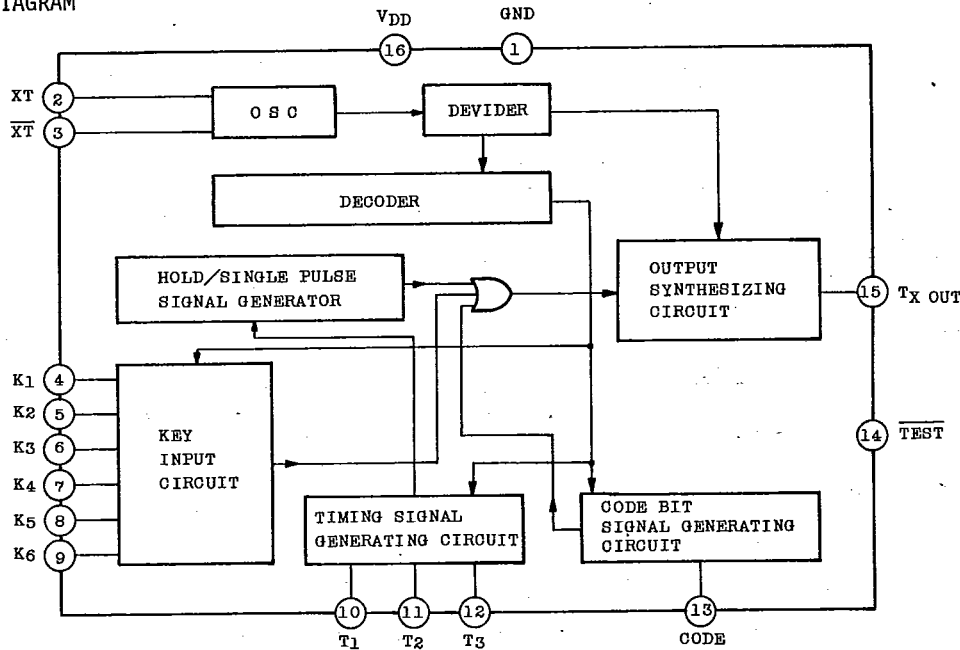 IAGRAM
VDD
GND
16
1
XT
2
XT
3
OSC
DEVIDER
DECODER
HOLD/SINGLE PULSE
SIGNAL GENERATOR
OUTPUT
SYNTHESIZING
CIRCUIT
15
TX OUT
K1
4
K2
5
K3
6
K4
7
K5
8
K6
9
KEY
INPUT
CIRCUIT
14
TEST
TIMING SIGNAL
GENERATING CIRCUIT
CODE BIT
SIGNAL GENERATING
CIRCUIT
10
11
12
13
T1
T2
T3
CODE